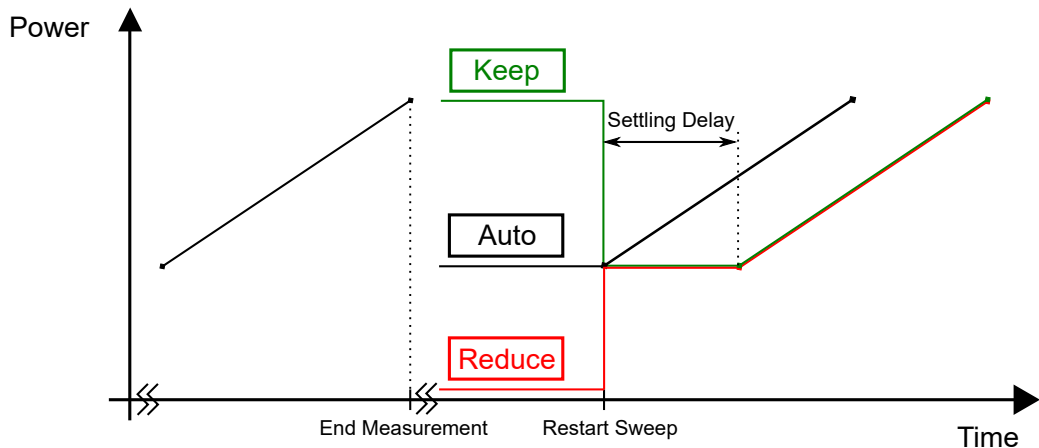 Power
Keep
Settling Delay
Auto
Reduce
End Measurement
Restart Sweep
Time